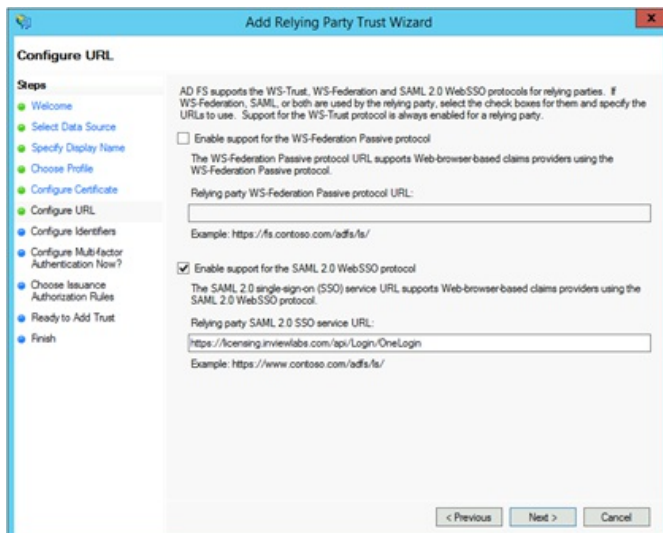 Add Relying Party Trust Wizard
X
Configure URL
Steps
Welcome
Select Data Source
Specify Display Name
Choose Profile
Configure Certificate
Configure URL
Configure Identifiers
Configure Multi-factor
Authentication Now?
Choose Issuance
Authorization Rules
Ready to Add Trust
Finish
AD FS supports the WS-Trust, WS-Federation and SAML 2.0 WebSSO protocols for relying parties. If
WS-Federation, SAML, or both are used by the relying party, select the check boxes for them and specify the
URLs to use. Support for the WS-Trust protocol is always enabled for a relying party.
Enable support for the WS-Federation Passive protocol
The WS-Federation Passive protocol URL supports Web-browser-based claims providers using the
WS-Federation Passive protocol.
Relying party WS-Federation Passive protocol URL:
Example: https://fs.contoso.com/adfs/ls/
Enable support for the SAML 2.0 WebSSO protocol
The SAML 2.0 single-sign-on (SSO) service URL supports Web-browser-based claims providers using the
SAML 2.0 WebSSO protocol.
Relying party SAML 2.0 SSO service URL:
https://licensing.inviewlabs.com/api/Login/OneLogin
Example: https://www.contoso.com/adfs/ls/
< Previous
Next >
Cancel